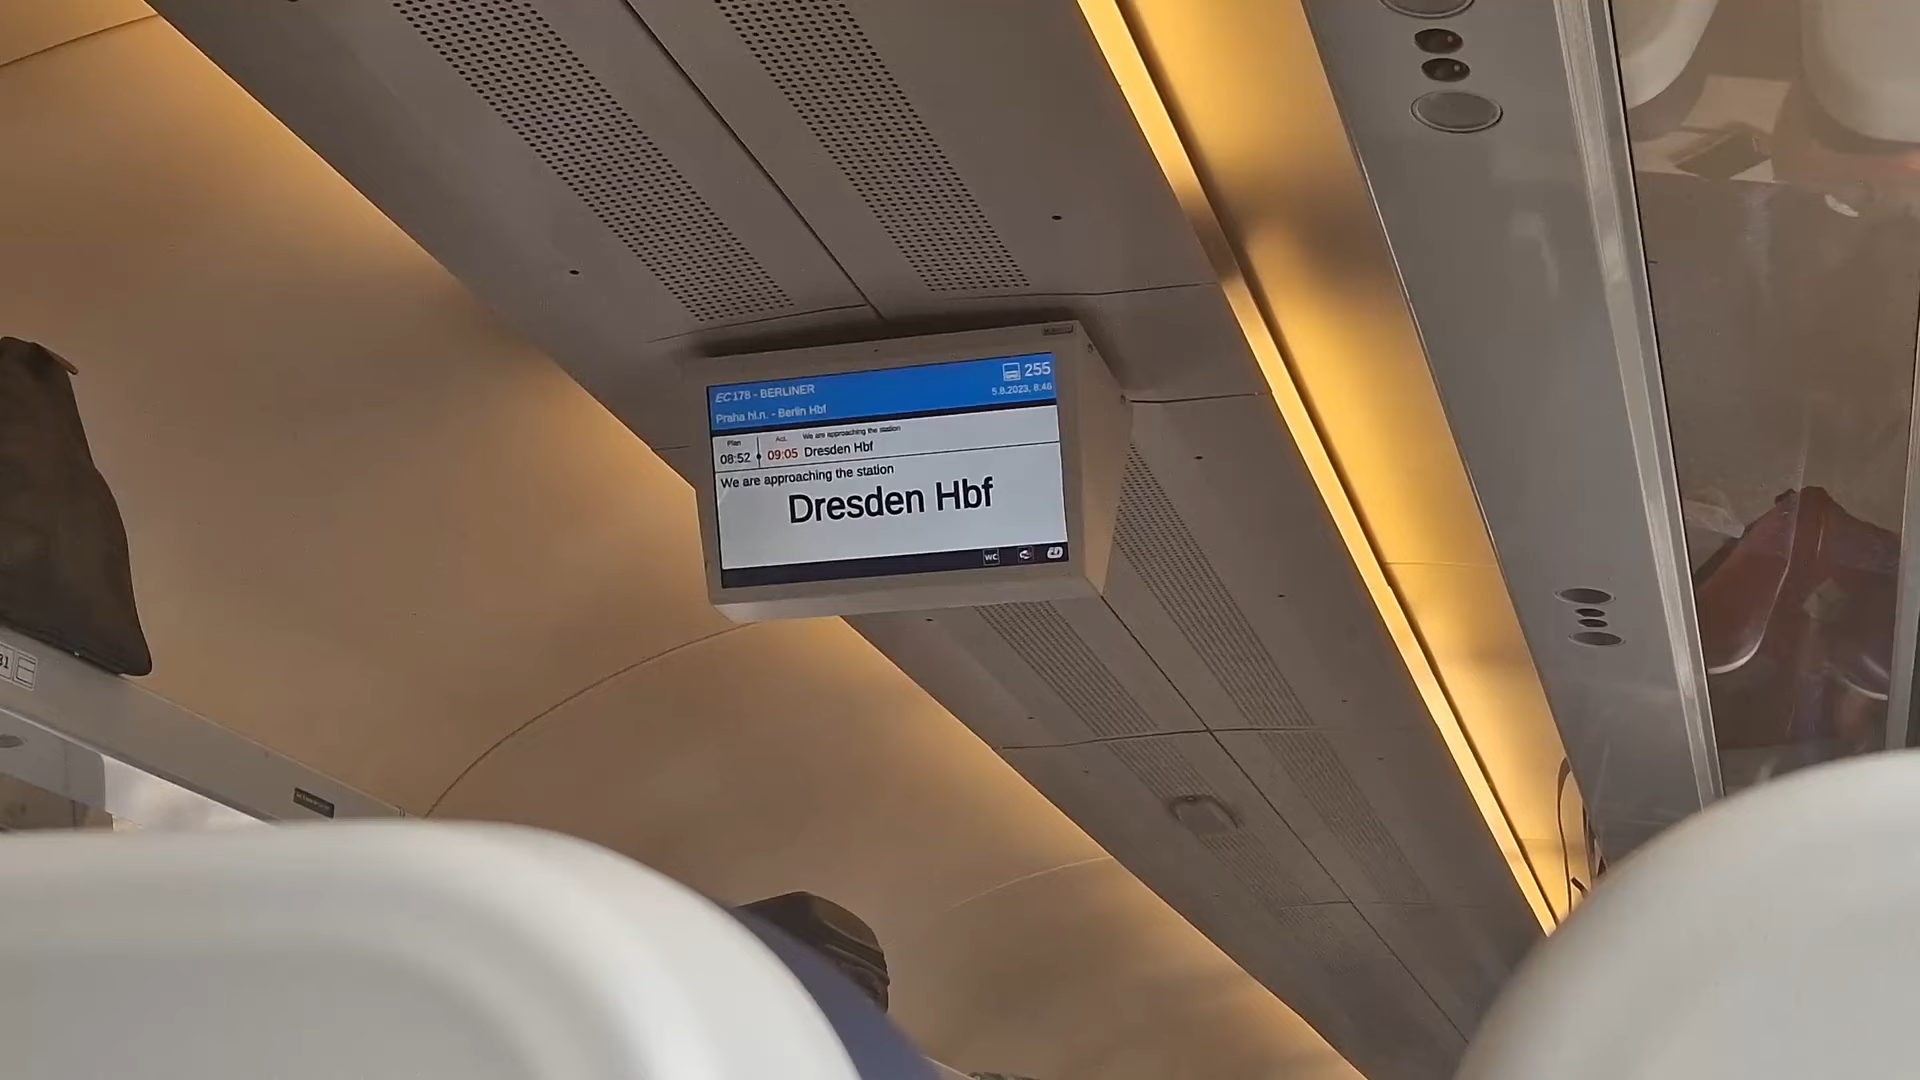 EC 178 - BERLINER
255
Praha hl.n. - Berlin Hbf
5.8.2023, 8:46
Plan
Act.
We are approaching the station
08:52
09:05
Dresden Hbf
We are approaching the station
Dresden Hbf
WC